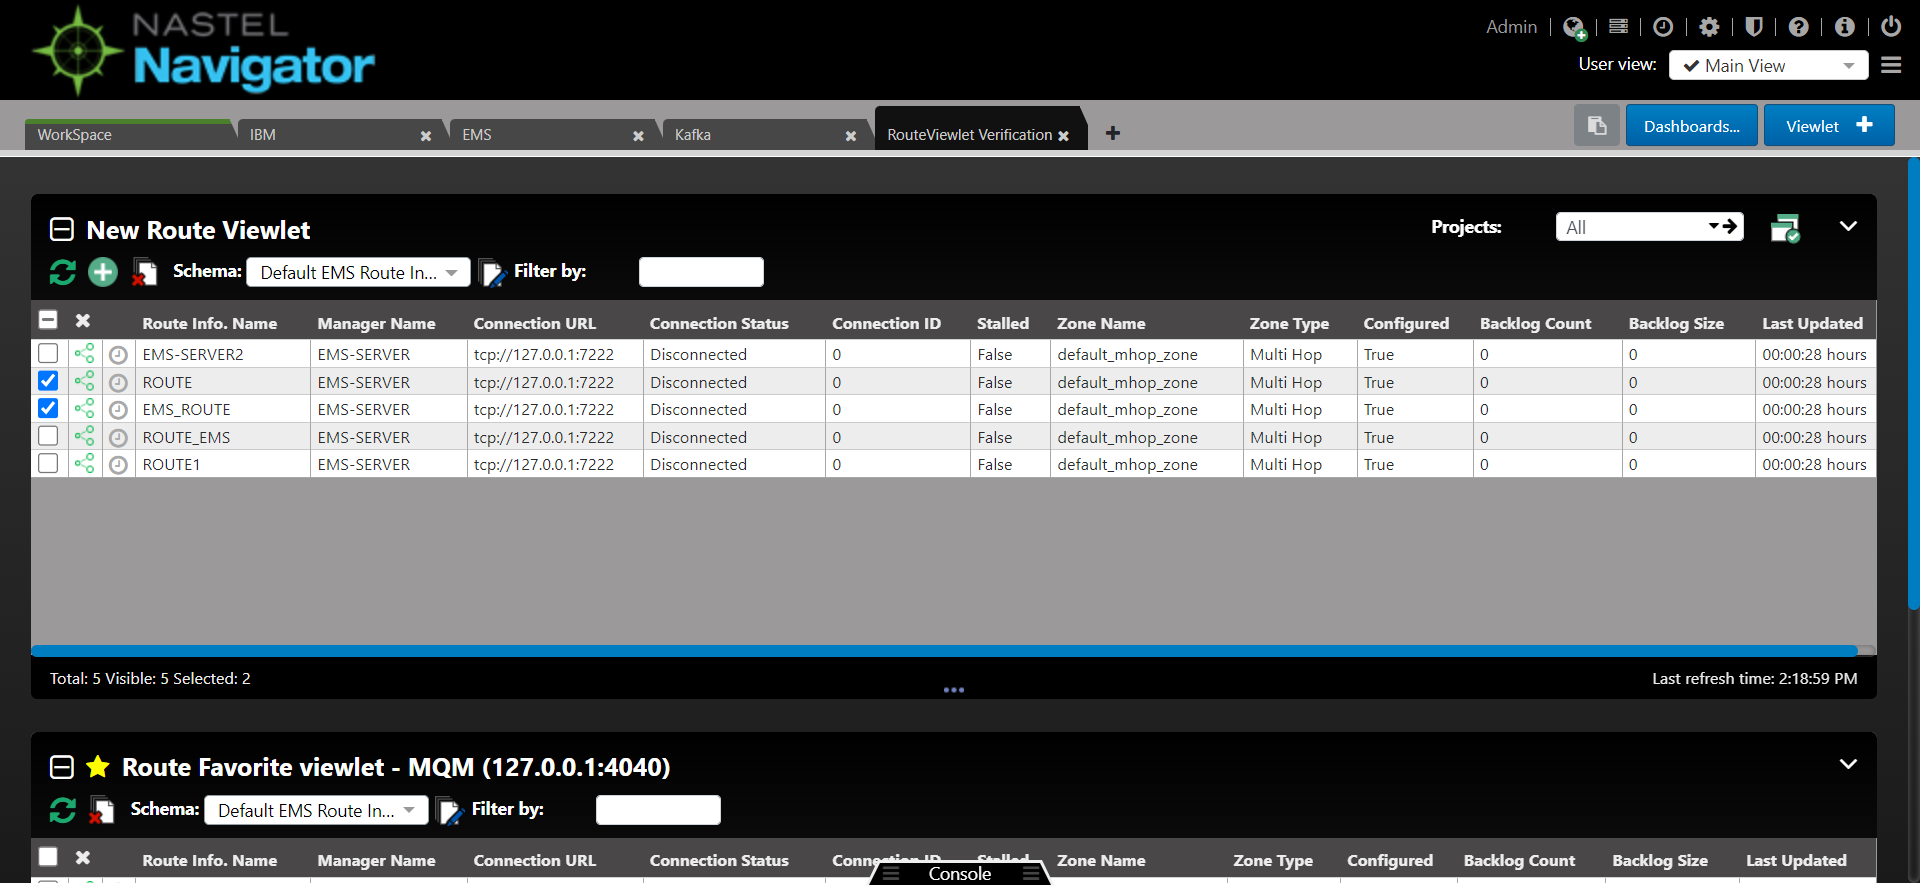 NASTEL
Navigator
Admin
User view: Main View
WorkSpace IBM EMS Kafka RouteViewlet Verification
Dashboards... Viewlet
New Route Viewlet Projects: All
Schema: Default EMS Route In... Filter by:
Route Info. Name Manager Name Connection URL Connection Status Connection ID Stalled Zone Name Zone Type Configured Backlog Count Backlog Size Last Updated
EMS-SERVER2 EMS-SERVER tcp://127.0.0.1:7222 Disconnected 0 False default_mhop_zone Multi Hop True 0 0 00:00:28 hours
ROUTE EMS-SERVER tcp://127.0.0.1:7222 Disconnected 0 False default_mhop_zone Multi Hop True 0 0 00:00:28 hours
EMS_ROUTE EMS-SERVER tcp://127.0.0.1:7222 Disconnected 0 False default_mhop_zone Multi Hop True 0 0 00:00:28 hours
ROUTE_EMS EMS-SERVER tcp://127.0.0.1:7222 Disconnected 0 False default_mhop_zone Multi Hop True 0 0 00:00:28 hours
ROUTE1 EMS-SERVER tcp://127.0.0.1:7222 Disconnected 0 False default_mhop_zone Multi Hop True 0 0 00:00:28 hours
Total: 5 Visible: 5 Selected: 2 Last refresh time: 2:18:59 PM
Route Favorite viewlet - MQM (127.0.0.1:4040)
Schema: Default EMS Route In... Filter by:
Route Info. Name Manager Name Connection URL Connection Status Connection ID Stalled Zone Name Zone Type Configured Backlog Count Backlog Size Last Updated
Console